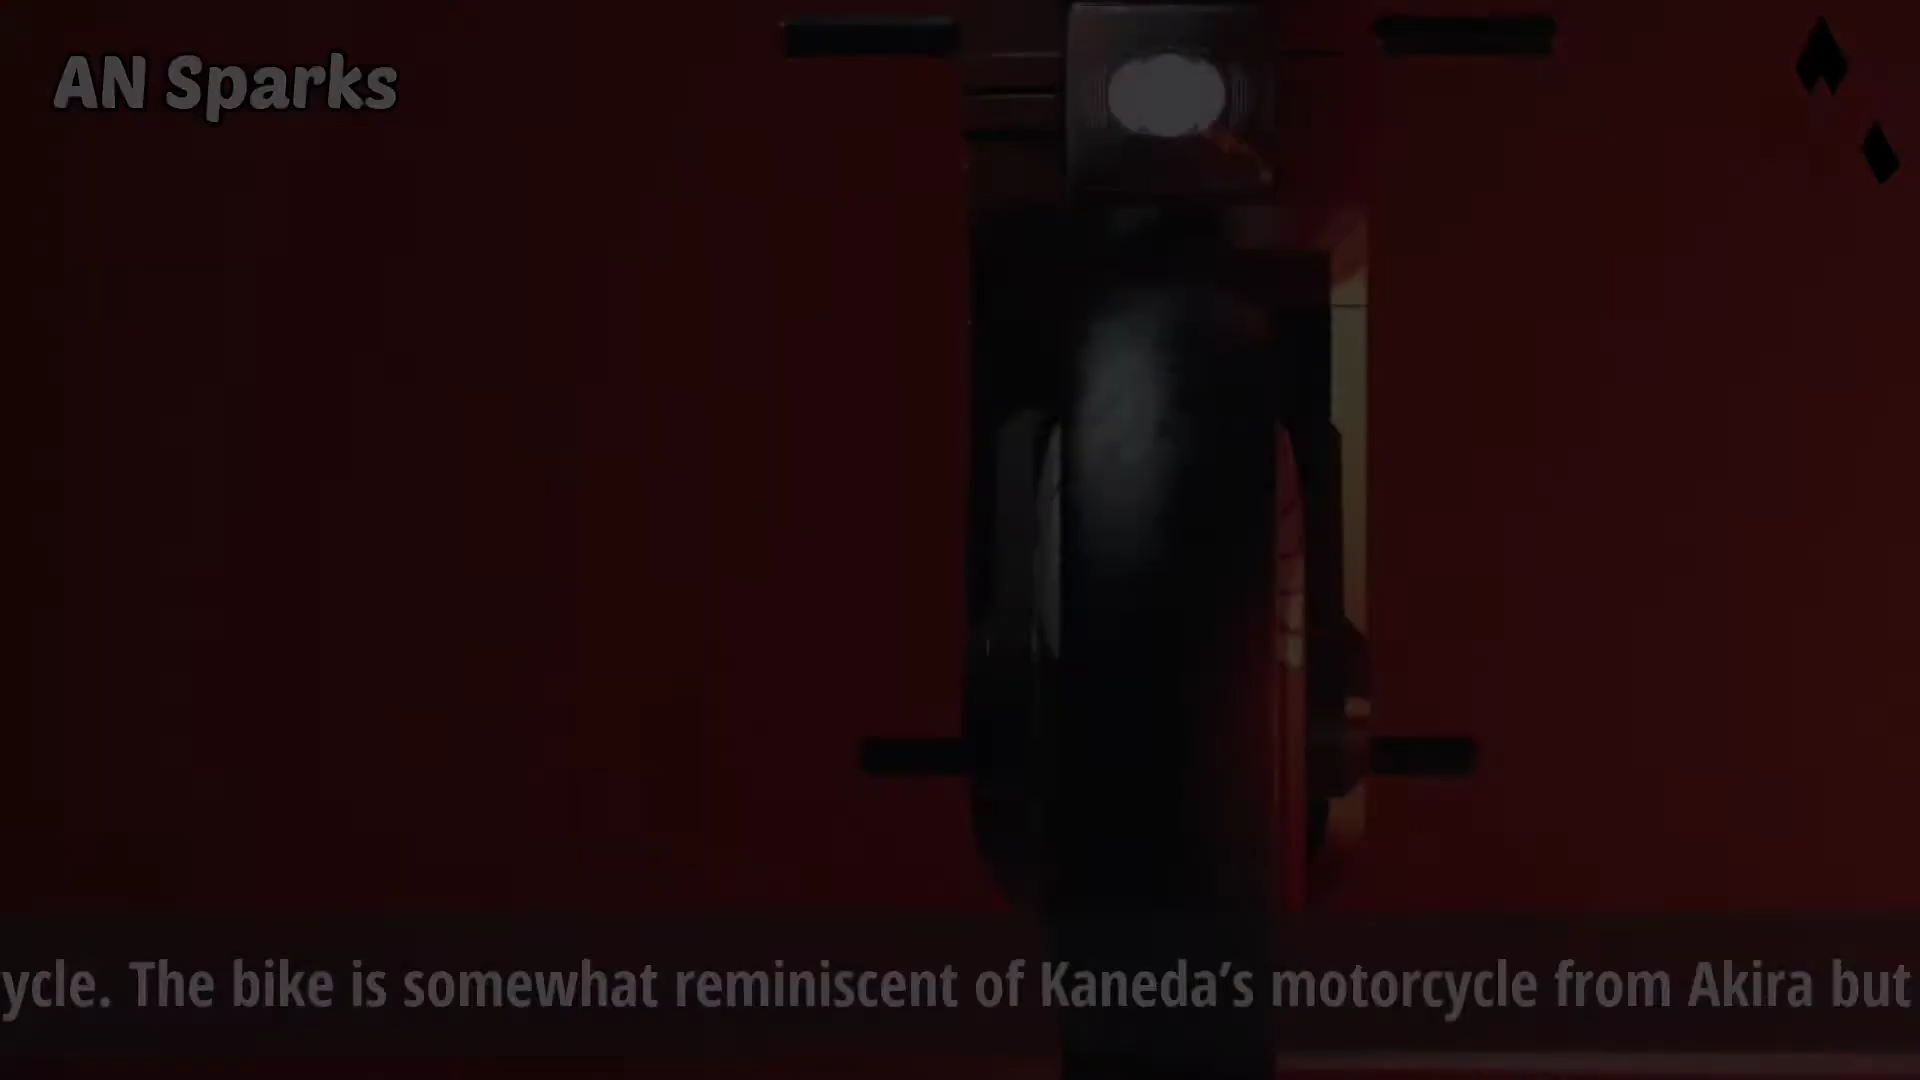 AN Sparks
ycle. The bike is somewhat reminiscent of Kaneda’s motorcycle from Akira but